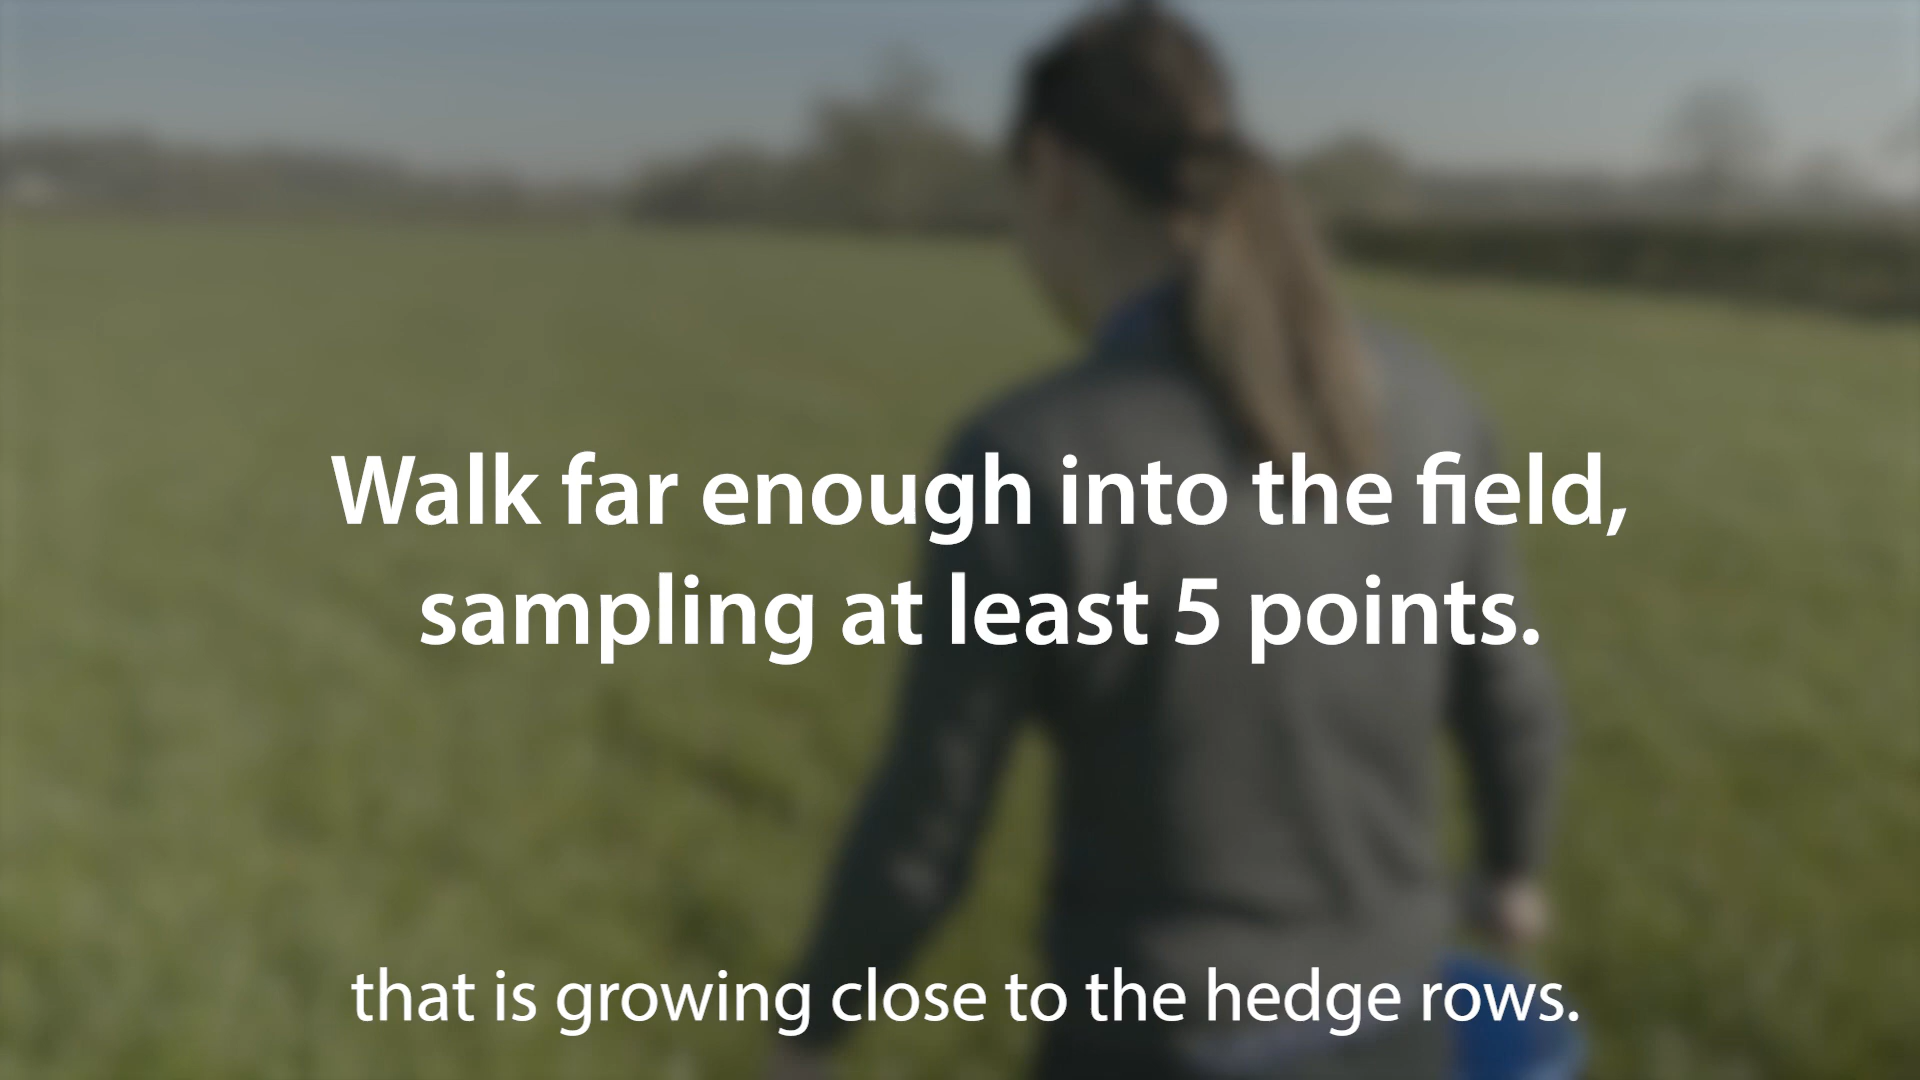 Walk far enough into the field,
sampling at least 5 points.
that is growing close to the hedge rows.